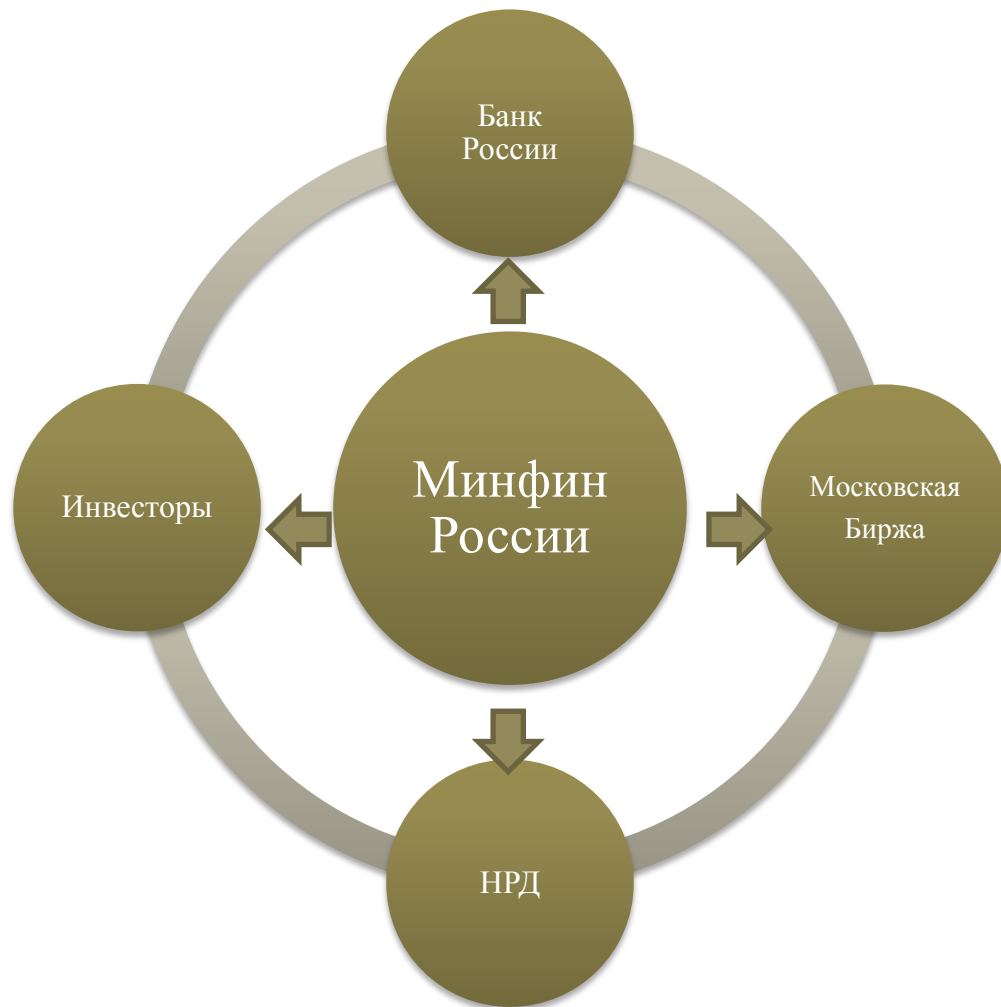 Банк
России
Инвесторы
Минфин
России
Московская
Биржа
НРД